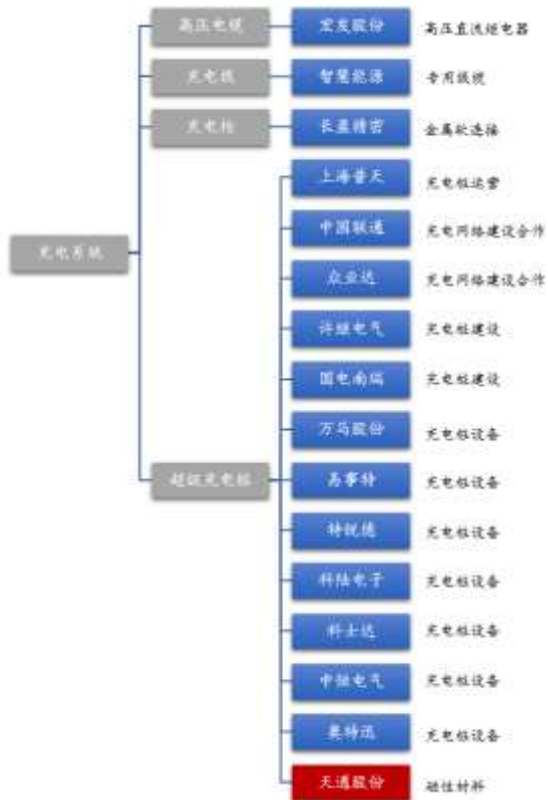 高压电缆 宏发股份 高压直流继电器
充电线 智慧能源 专用线缆
充电枪 长盈精密 金属软连接
上海普天 充电桩运营
中国联通 充电网络建设合作
充电系统
众业达 充电网络建设合作
许继电气 充电桩建设
国电南瑞 充电桩建设
万马股份 充电桩设备
超级充电桩 易事特 充电桩设备
特锐德 充电桩设备
科陆电子 充电桩设备
科士达 充电桩设备
中恒电气 充电桩设备
奥特迅 充电桩设备
天通股份 磁性材料